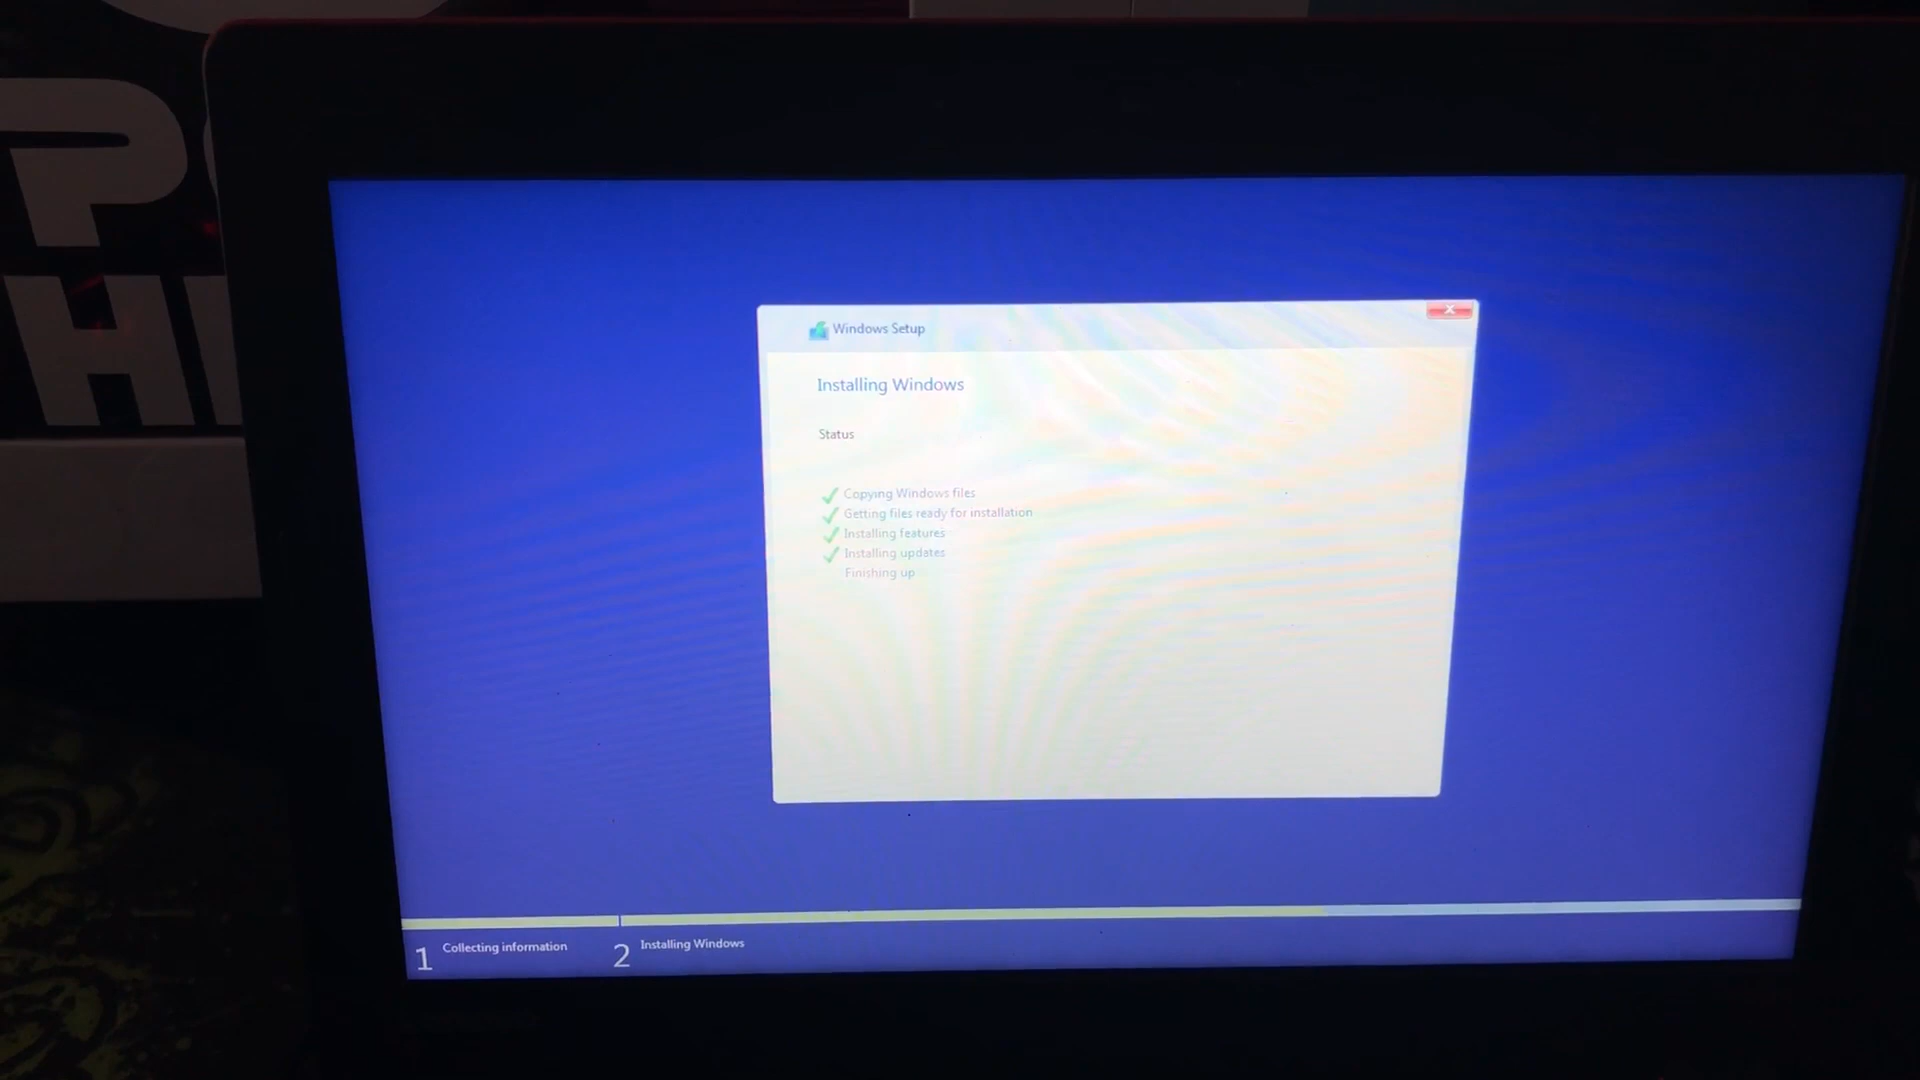 P
HI
Windows Setup
Installing Windows
Status
Copying Windows files
Getting files ready for installation
Installing features
Installing updates
Finishing up
1 Collecting information
2 Installing Windows